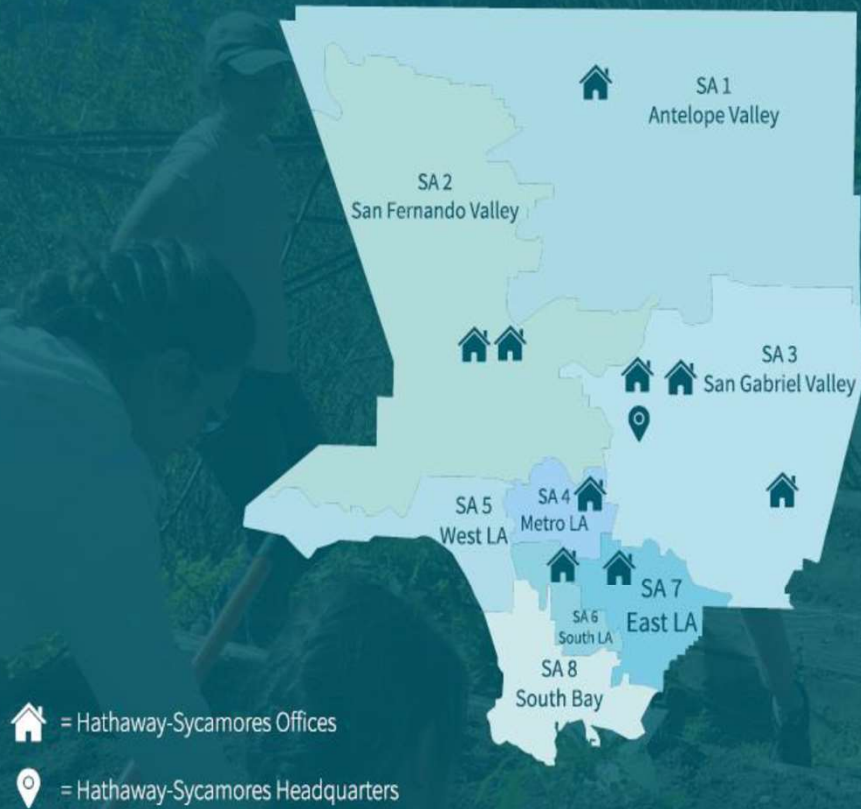 SA 1
Antelope Valley
SA 2
San Fernando Valley
SA 3
San Gabriel Valley
SA 4
Metro LA
SA 5
West LA
SA 6
South LA
SA 7
East LA
SA 8
South Bay
= Hathaway-Sycamores Offices
= Hathaway-Sycamores Headquarters